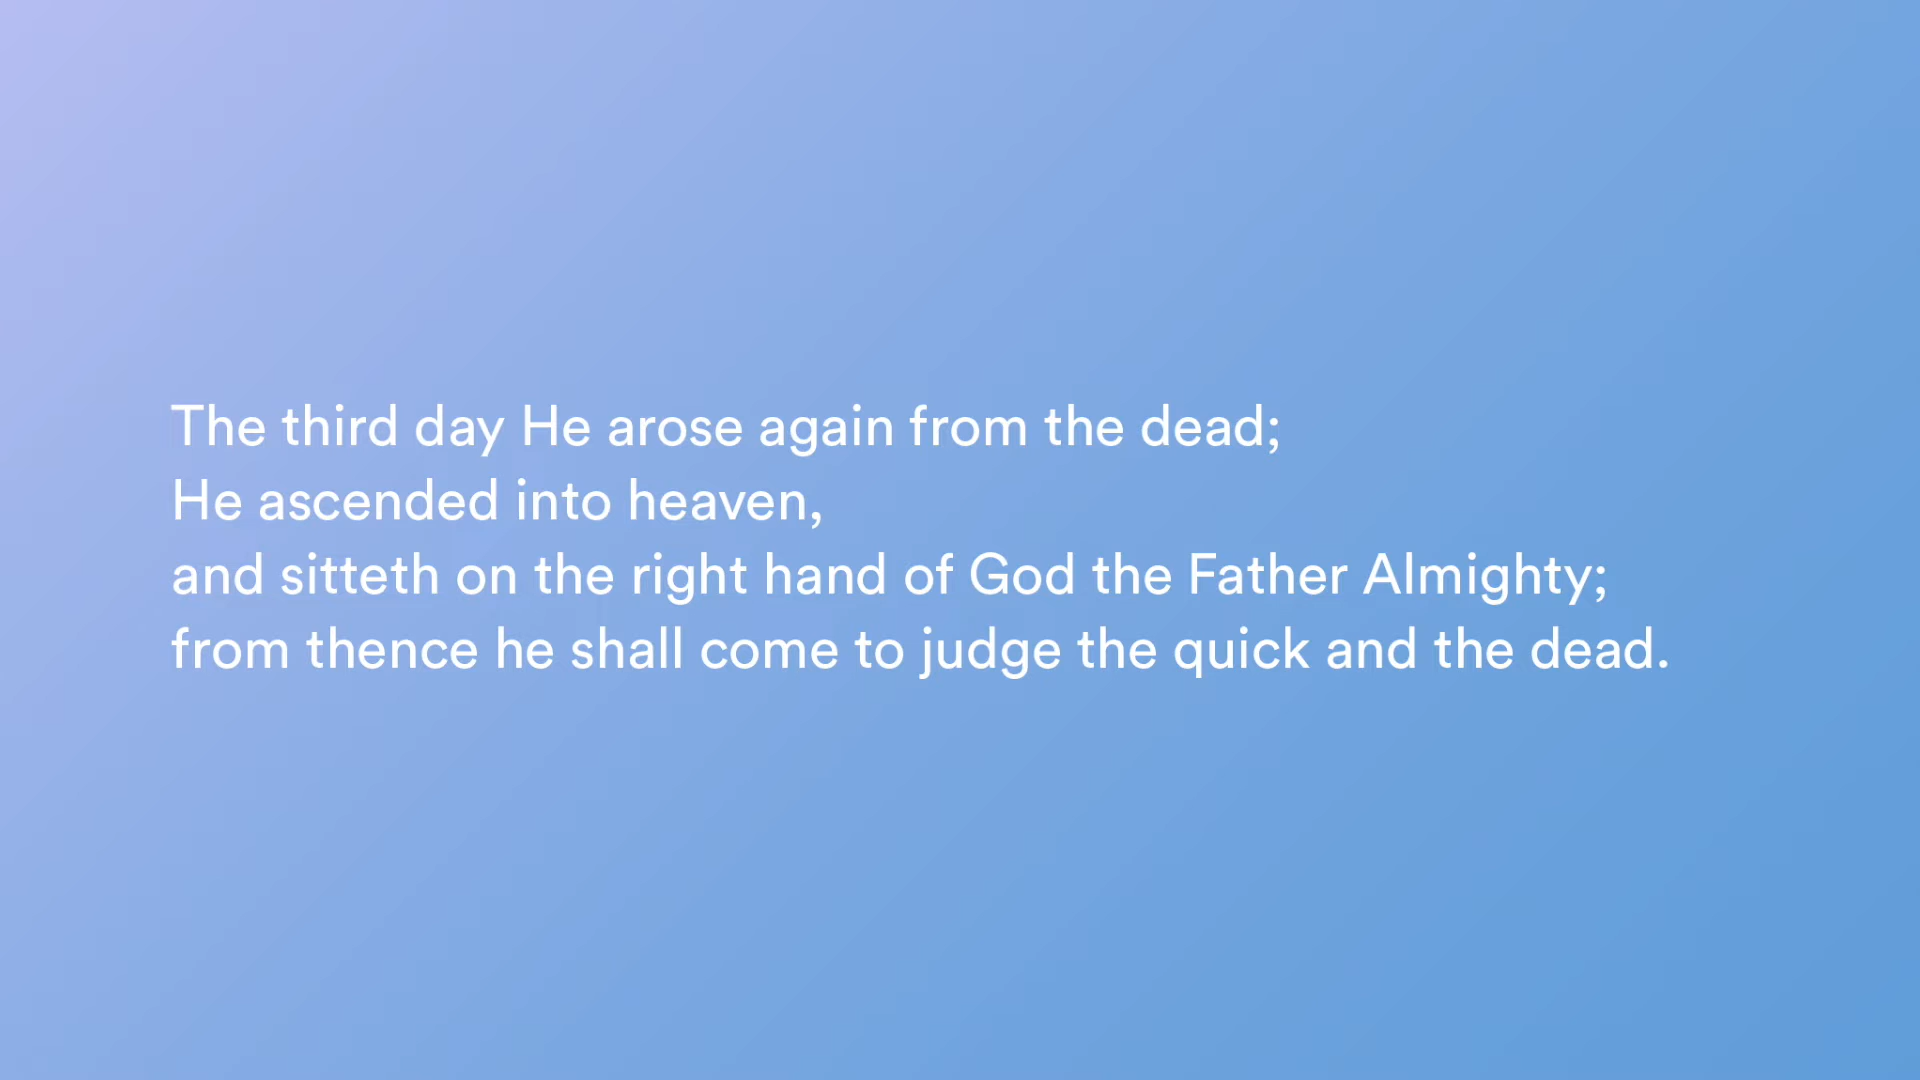 The third day He arose again from the dead;
He ascended into heaven,
and sitteth on the right hand of God the Father Almighty;
from thence he shall come to judge the quick and the dead.